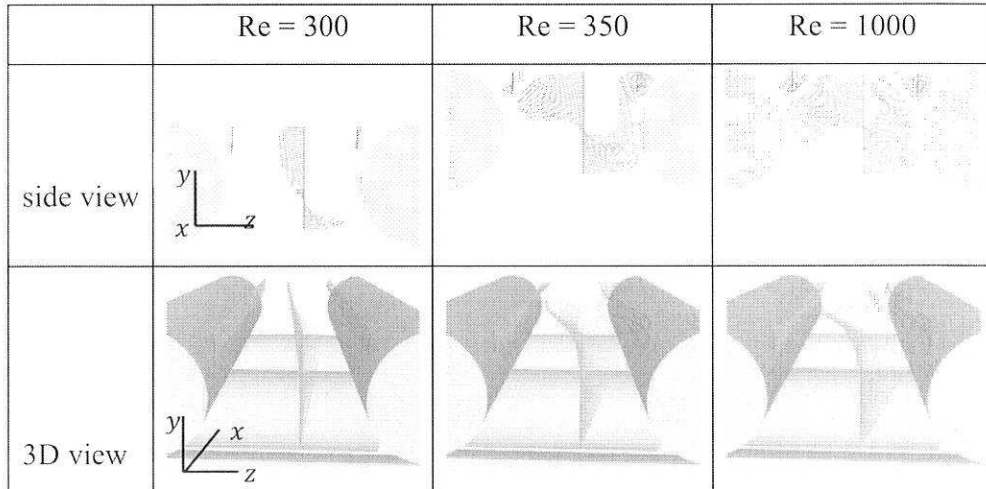 Re = 300
Re = 350
Re = 1000
side view
y
x
z
3D view
y
x
z